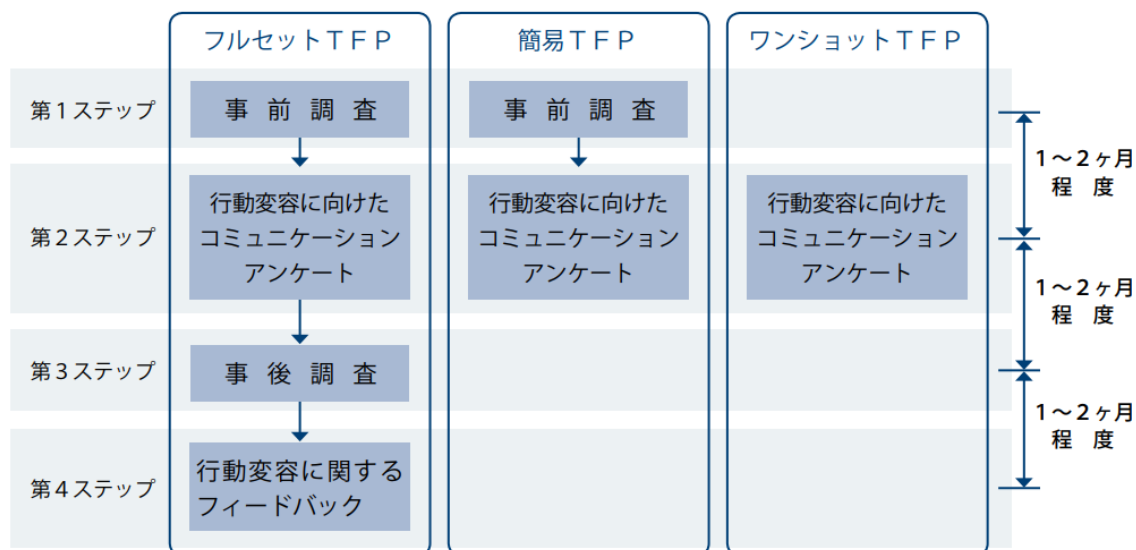 フルセットＴＦＰ
簡易ＴＦＰ
ワンショットＴＦＰ
第１ステップ
事前調査
事前調査
１～２ヶ月
程度
第２ステップ
行動変容に向けた
コミュニケーション
アンケート
行動変容に向けた
コミュニケーション
アンケート
行動変容に向けた
コミュニケーション
アンケート
１～２ヶ月
程度
第３ステップ
事後調査
１～２ヶ月
程度
第４ステップ
行動変容に関する
フィードバック